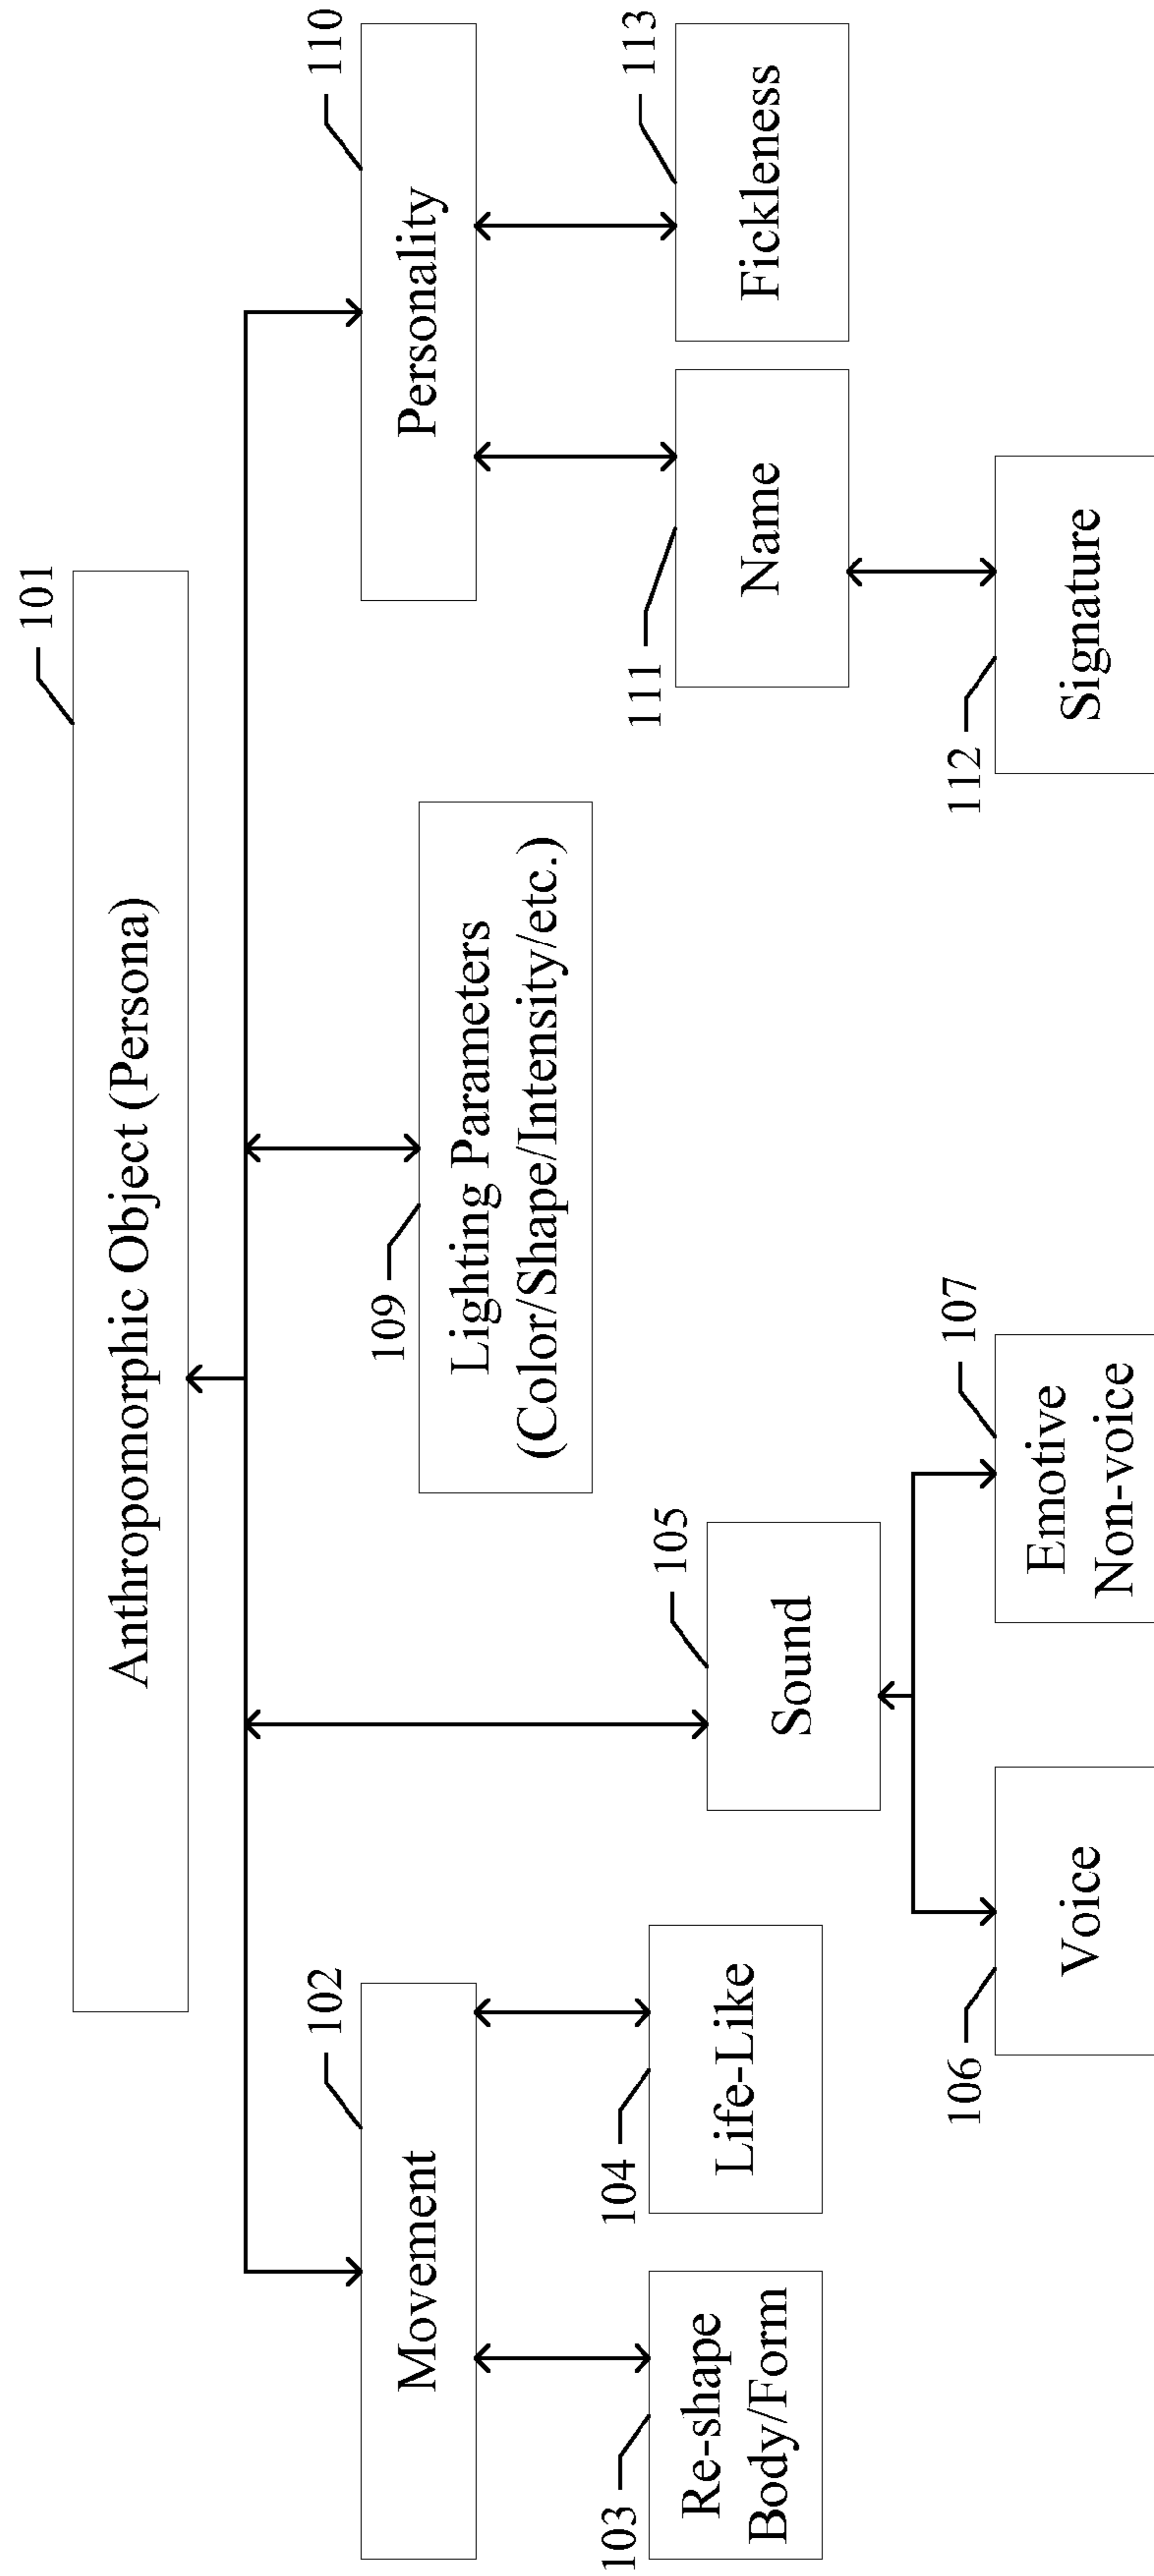 101
Anthropomorphic Object (Persona)
102
Movement
110
Personality
109
Lighting Parameters
(Color/Shape/Intensity/etc.)
103
Re-shape
Body/Form
104
Life-Like
105
Sound
111
Name
113
Fickleness
106
Voice
107
Emotive
Non-voice
112
Signature